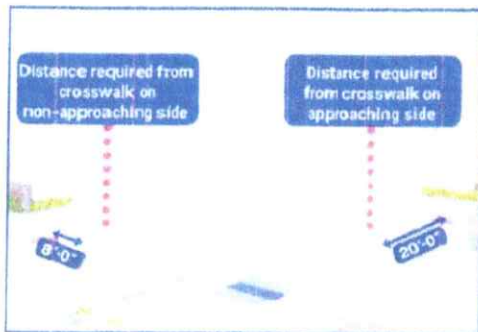 Distance required from
crosswalk on
non-approaching side
Distance required
from crosswalk on
approaching side
8'-0"
20'-0"